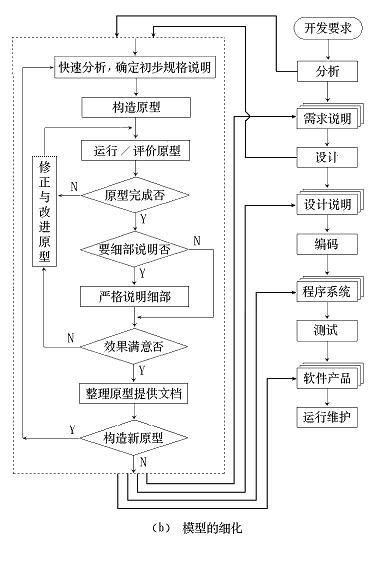 开发要求
快速分析，确定初步规格说明
分析
构造原型
需求说明
运行／评价原型
设计
修正与改进原型
原型完成否
N
Y
设计说明
要细部说明否
N
Y
编码
严格说明细部
程序系统
效果满意否
N
Y
测试
整理原型提供文档
软件产品
构造新原型
Y
N
运行维护
（b） 模型的细化